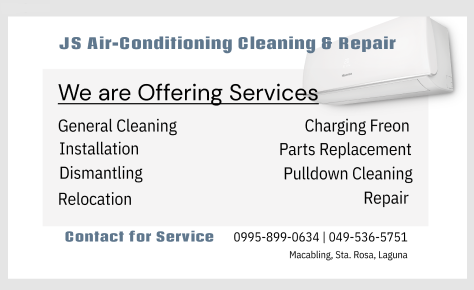 JS Air-Conditioning Cleaning & Repair
We are Offering Services
General Cleaning
Installation
Dismantling
Relocation
Charging Freon
Parts Replacement
Pulldown Cleaning
Repair
Contact for Service 0995-899-0634 | 049-536-5751
Macabling, Sta. Rosa, Laguna